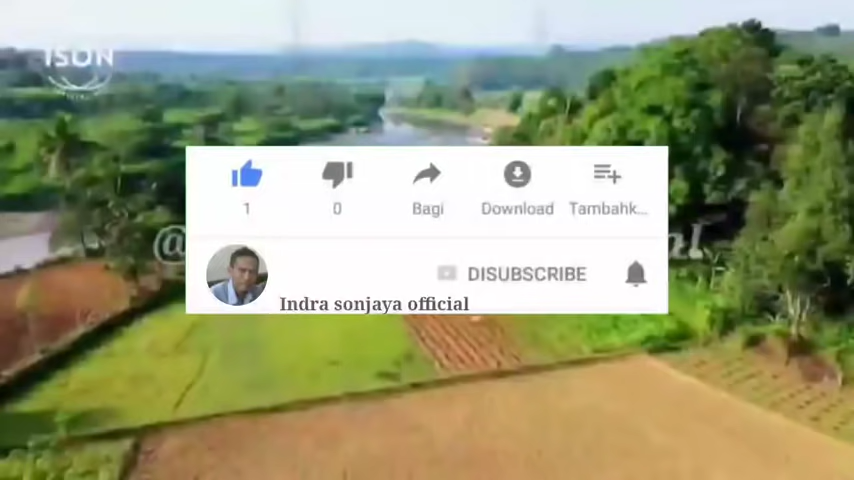 ISON
1
0
Bagi
Download
Tambahk...
DISUBSCRIBE
Indra sonjaya official